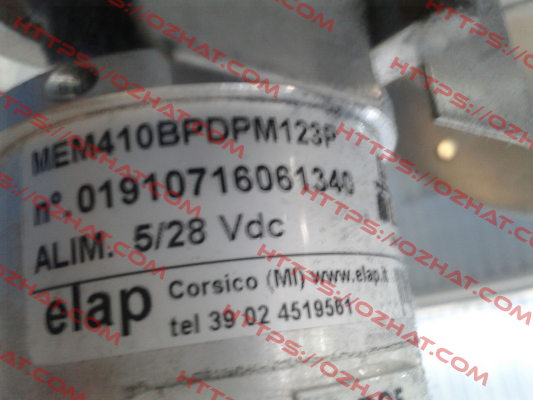 MEM410BPDPM123P
n°. 01910716061340
ALIM: 5/28 Vdc
elap Corsico (MI) www.elap.it
tel 39 02 4519561
HTTPS://OZHAT.COM